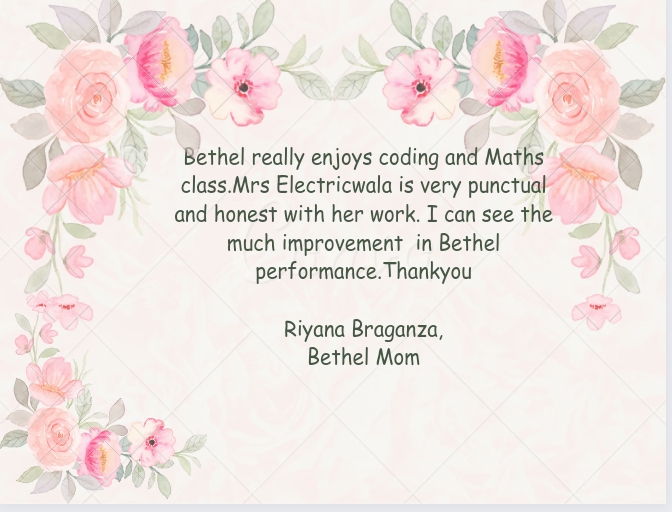 Bethel really enjoys coding and Maths
class.Mrs Electricwala is very punctual
and honest with her work. I can see the
much improvement in Bethel
performance.Thankyou
Riyana Braganza,
Bethel Mom